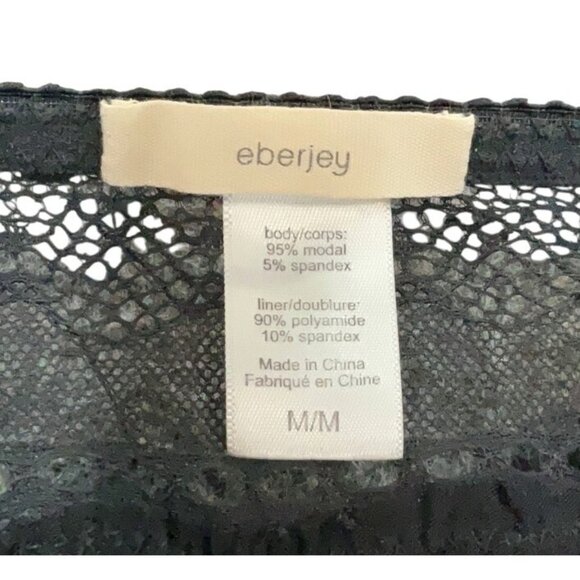 eberjey
body/corps:
95% modal
5% spandex
liner/doublure:
90% polyamide
10% spandex
Made in China
Fabriqué en Chine
M/M